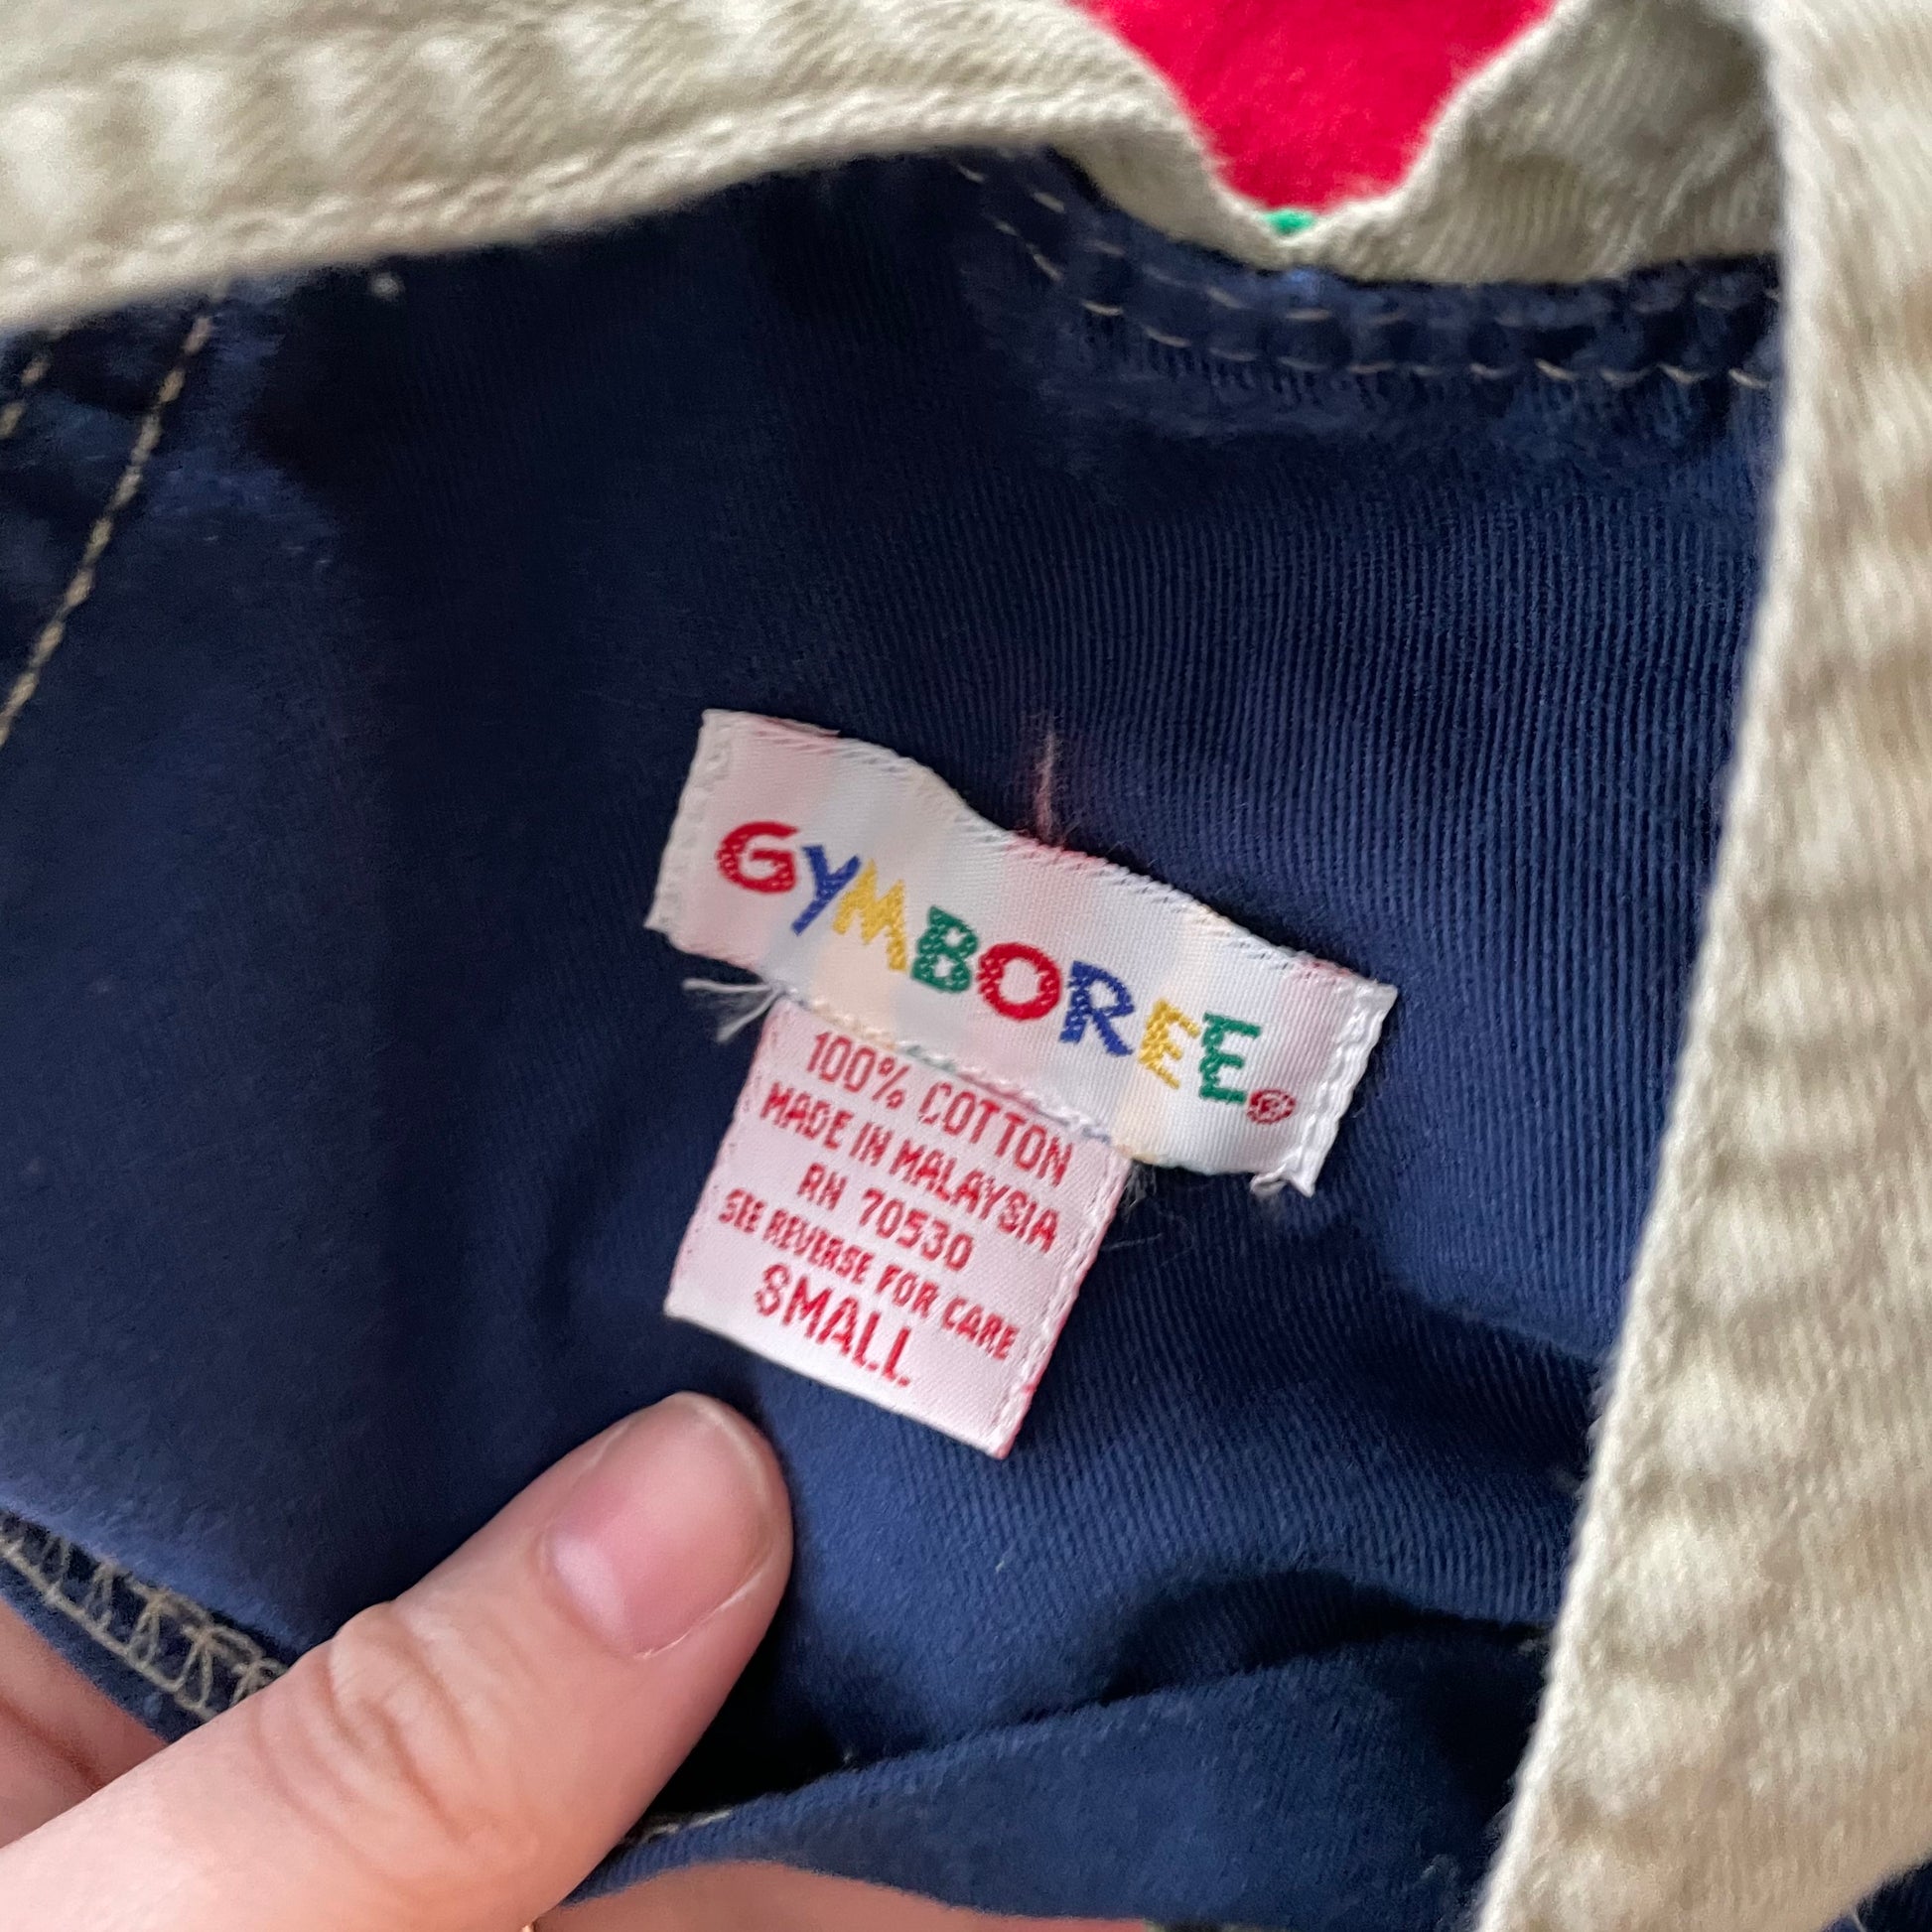 GYMBOREE®
100% COTTON
MADE IN MALAYSIA
RN 70530
SEE REVERSE FOR CARE
SMALL